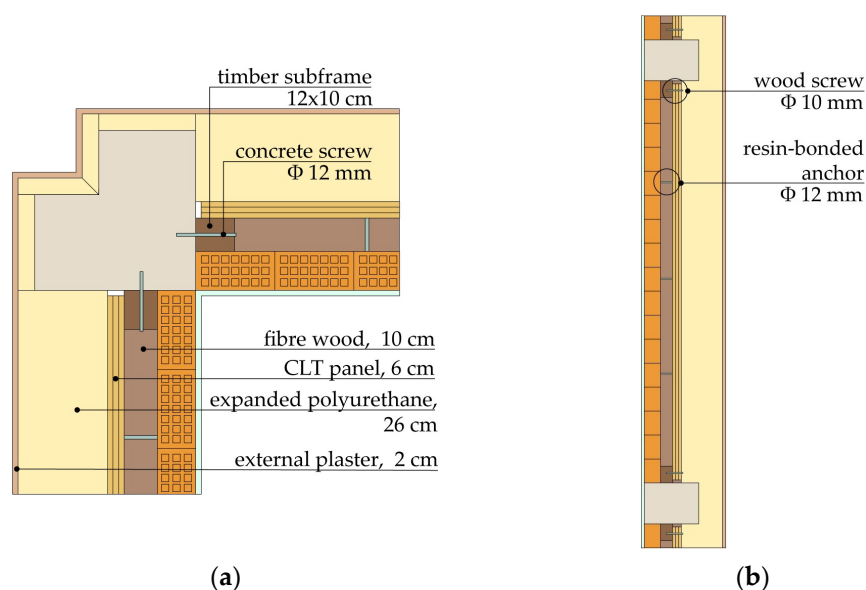 timber subframe
12x10 cm
concrete screw
Φ 12 mm
fibre wood, 10 cm
CLT panel, 6 cm
expanded polyurethane,
26 cm
external plaster, 2 cm
(a)
wood screw
Φ 10 mm
resin-bonded
anchor
Φ 12 mm
(b)